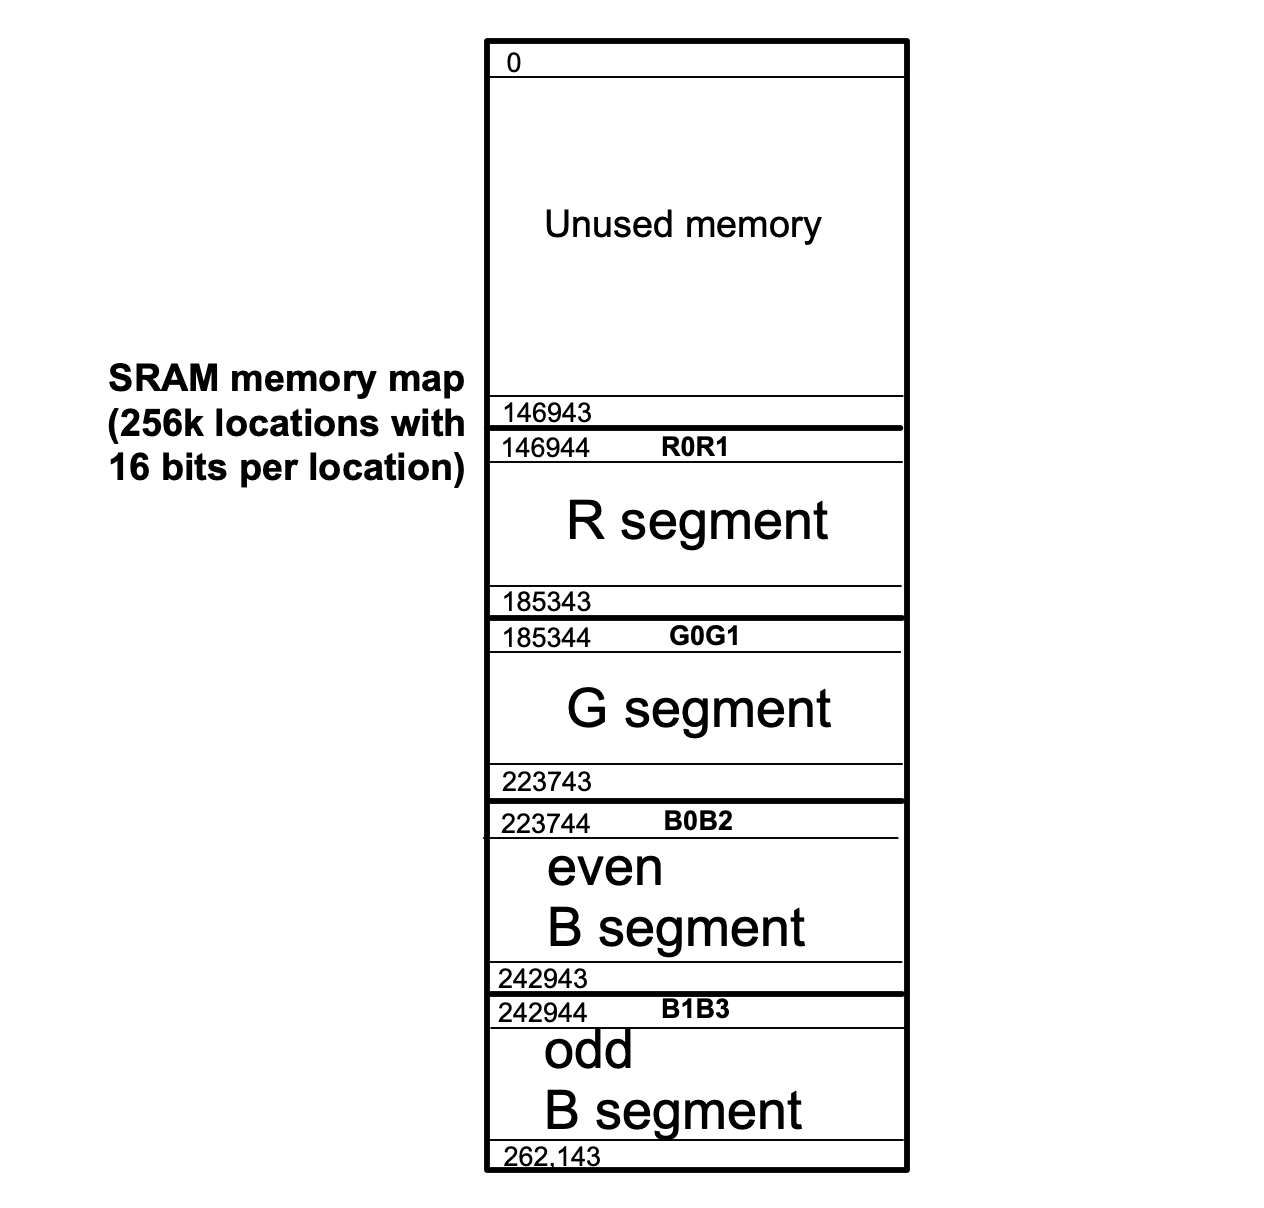 0
Unused memory
SRAM memory map
(256k locations with
16 bits per location)
146943
146944 R0R1
R segment
185343
185344 G0G1
G segment
223743
223744 B0B2
even
B segment
242943
242944 B1B3
odd
B segment
262,143